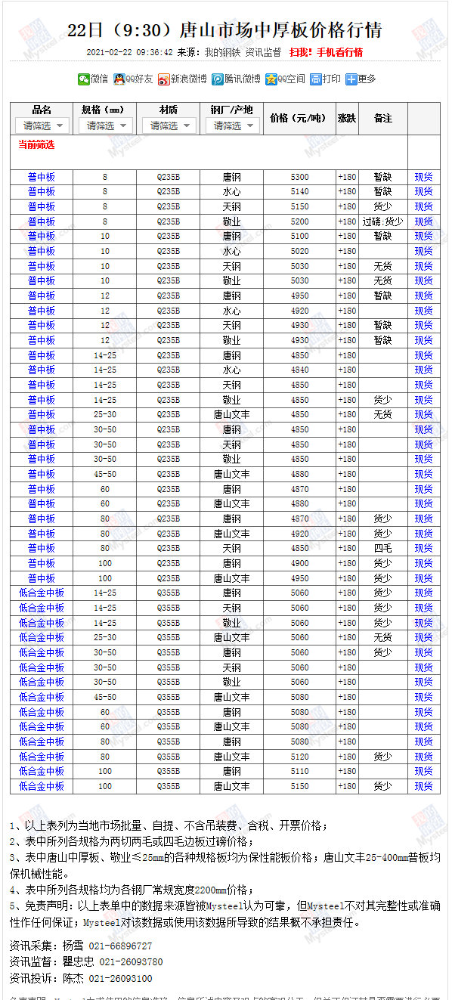 22日（9:30）唐山市场中厚板价格行情
2021-02-22 09:36:42 来源：我的钢铁 资讯监督 扫我！手机看行情
微信 QQ好友 新浪微博 腾讯微博 QQ空间 打印 更多
品名 规格（mm） 材质 钢厂/产地 价格（元/吨） 涨跌 备注
请筛选 请筛选 请筛选 请筛选
当前筛选
普中板 8 Q235B 唐钢 5300 +180 暂缺 现货
普中板 8 Q235B 水心 5140 +180 暂缺 现货
普中板 8 Q235B 天钢 5150 +180 货少 现货
普中板 8 Q235B 敬业 5200 +180 过磅;货少 现货
普中板 10 Q235B 唐钢 5100 +180 暂缺 现货
普中板 10 Q235B 水心 5020 +180 现货
普中板 10 Q235B 天钢 5030 +180 无货 现货
普中板 10 Q235B 敬业 5030 +180 无货 现货
普中板 12 Q235B 唐钢 4950 +180 暂缺 现货
普中板 12 Q235B 水心 4920 +180 现货
普中板 12 Q235B 天钢 4930 +180 暂缺 现货
普中板 12 Q235B 敬业 4930 +180 暂缺 现货
普中板 14-25 Q235B 唐钢 4850 +180 现货
普中板 14-25 Q235B 水心 4840 +180 现货
普中板 14-25 Q235B 天钢 4850 +180 现货
普中板 14-25 Q235B 敬业 4850 +180 货少 现货
普中板 25-30 Q235B 唐山文丰 4850 +180 无货 现货
普中板 30-50 Q235B 唐钢 4850 +180 现货
普中板 30-50 Q235B 天钢 4850 +180 现货
普中板 30-50 Q235B 敬业 4850 +180 现货
普中板 45-50 Q235B 唐山文丰 4880 +180 现货
普中板 60 Q235B 唐钢 4870 +180 现货
普中板 60 Q235B 唐山文丰 4880 +180 现货
普中板 80 Q235B 唐钢 4870 +180 货少 现货
普中板 80 Q235B 唐山文丰 4920 +180 货少 现货
普中板 80 Q235B 天钢 4850 +180 四毛 现货
普中板 100 Q235B 唐钢 4900 +180 货少 现货
普中板 100 Q235B 唐山文丰 4950 +180 货少 现货
低合金中板 14-25 Q355B 唐钢 5060 +180 货少 现货
低合金中板 14-25 Q355B 天钢 5060 +180 货少 现货
低合金中板 14-25 Q355B 敬业 5060 +180 货少 现货
低合金中板 25-30 Q355B 唐山文丰 5060 +180 无货 现货
低合金中板 30-50 Q355B 唐钢 5060 +180 货少 现货
低合金中板 30-50 Q355B 天钢 5060 +180 现货
低合金中板 30-50 Q355B 敬业 5060 +180 现货
低合金中板 45-50 Q355B 唐山文丰 5080 +180 现货
低合金中板 60 Q355B 唐钢 5080 +180 现货
低合金中板 60 Q355B 唐山文丰 5080 +180 现货
低合金中板 80 Q355B 唐钢 5080 +180 现货
低合金中板 80 Q355B 唐山文丰 5120 +180 货少 现货
低合金中板 100 Q355B 唐钢 5110 +180 现货
低合金中板 100 Q355B 唐山文丰 5150 +180 货少 现货
1、以上表列为当地市场批量、自提、不含吊装费、含税、开票价格；
2、表中所列各规格为两切两毛或四毛边板过磅价格；
3、表中唐山中厚板、敬业≤25mm的各种规格板均为保性能板价格；唐山文丰25-400mm普板均
保机械性能。
4、表中所列各规格均为各钢厂常规宽度2200mm价格；
5、免责声明：以上表单中的数据来源皆被Mysteel认为可靠，但Mysteel不对其完整性或准确
性作任何保证；Mysteel对该数据或使用该数据所导致的结果概不承担责任。
资讯采集：杨雪 021-66896727
资讯监督：瞿忠忠 021-26093780
资讯投诉：陈杰 021-26093100